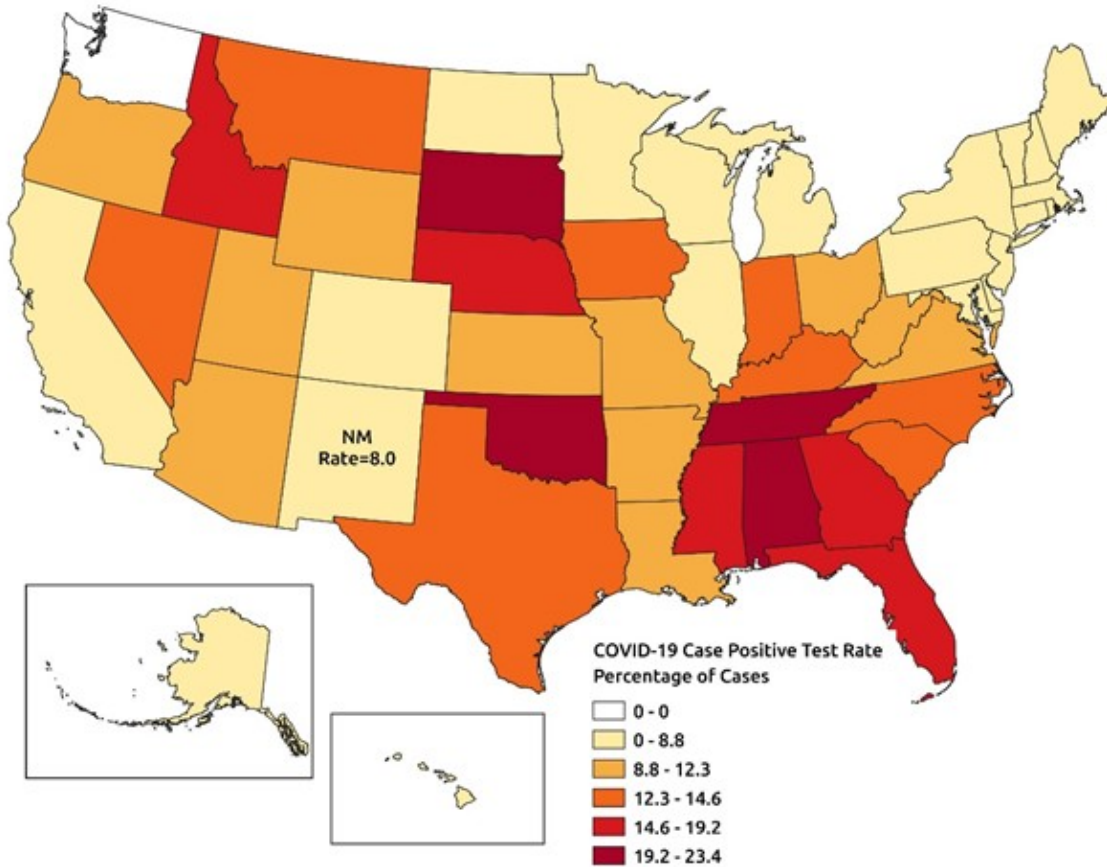 NM
Rate=8.0
COVID-19 Case Positive Test Rate
Percentage of Cases
0 - 0
0 - 8.8
8.8 - 12.3
12.3 - 14.6
14.6 - 19.2
19.2 - 23.4